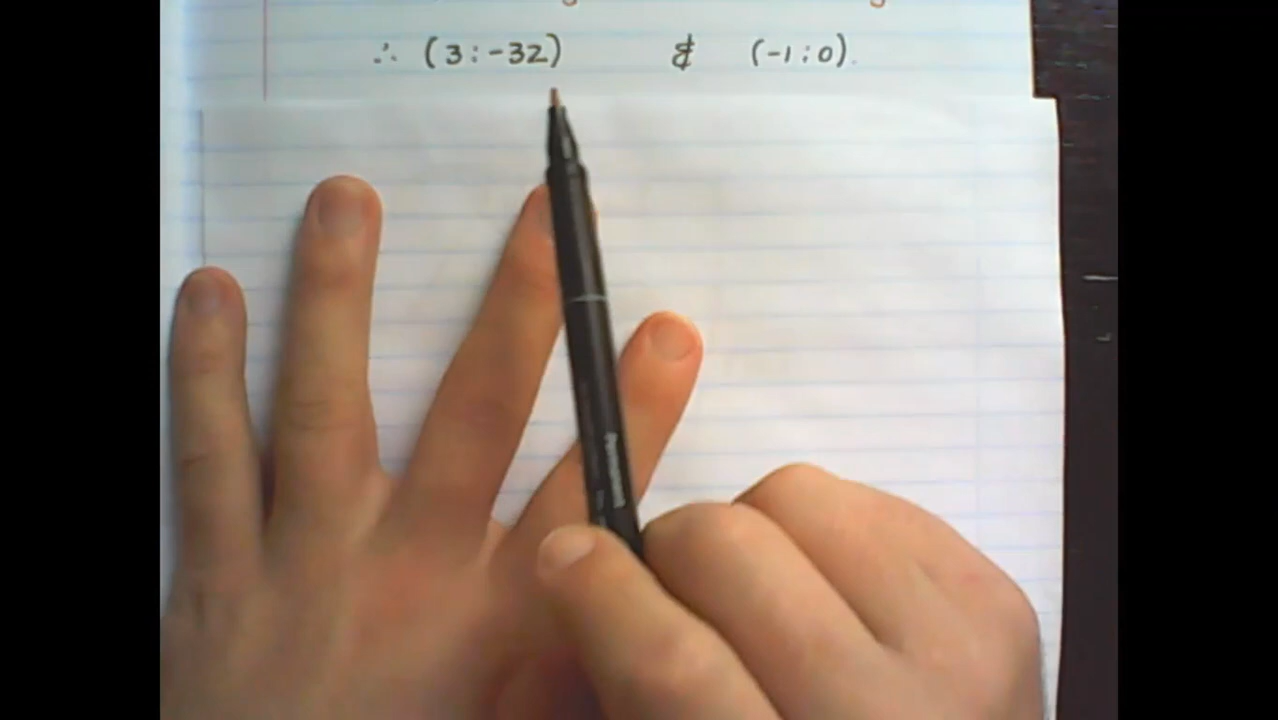 ∴ (3 ; -32) & (-1 ; 0).